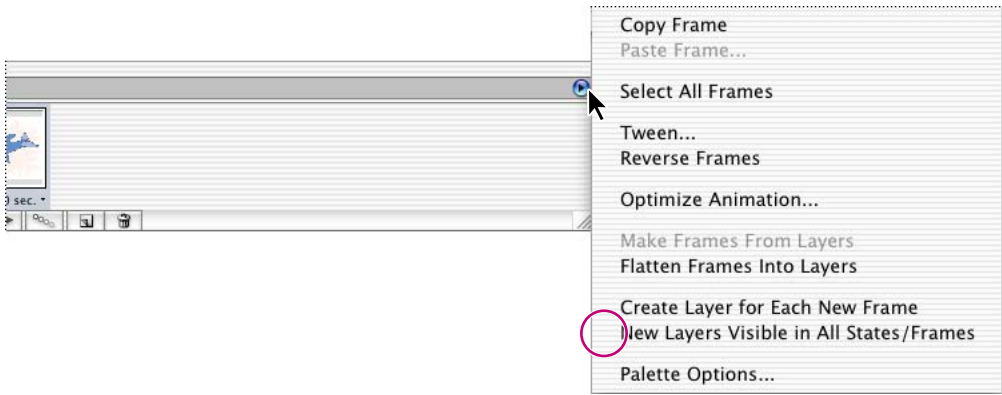 Copy Frame
Paste Frame...
Select All Frames
Tween...
Reverse Frames
Optimize Animation...
Make Frames From Layers
Flatten Frames Into Layers
Create Layer for Each New Frame
New Layers Visible in All States/Frames
Palette Options...
sec.